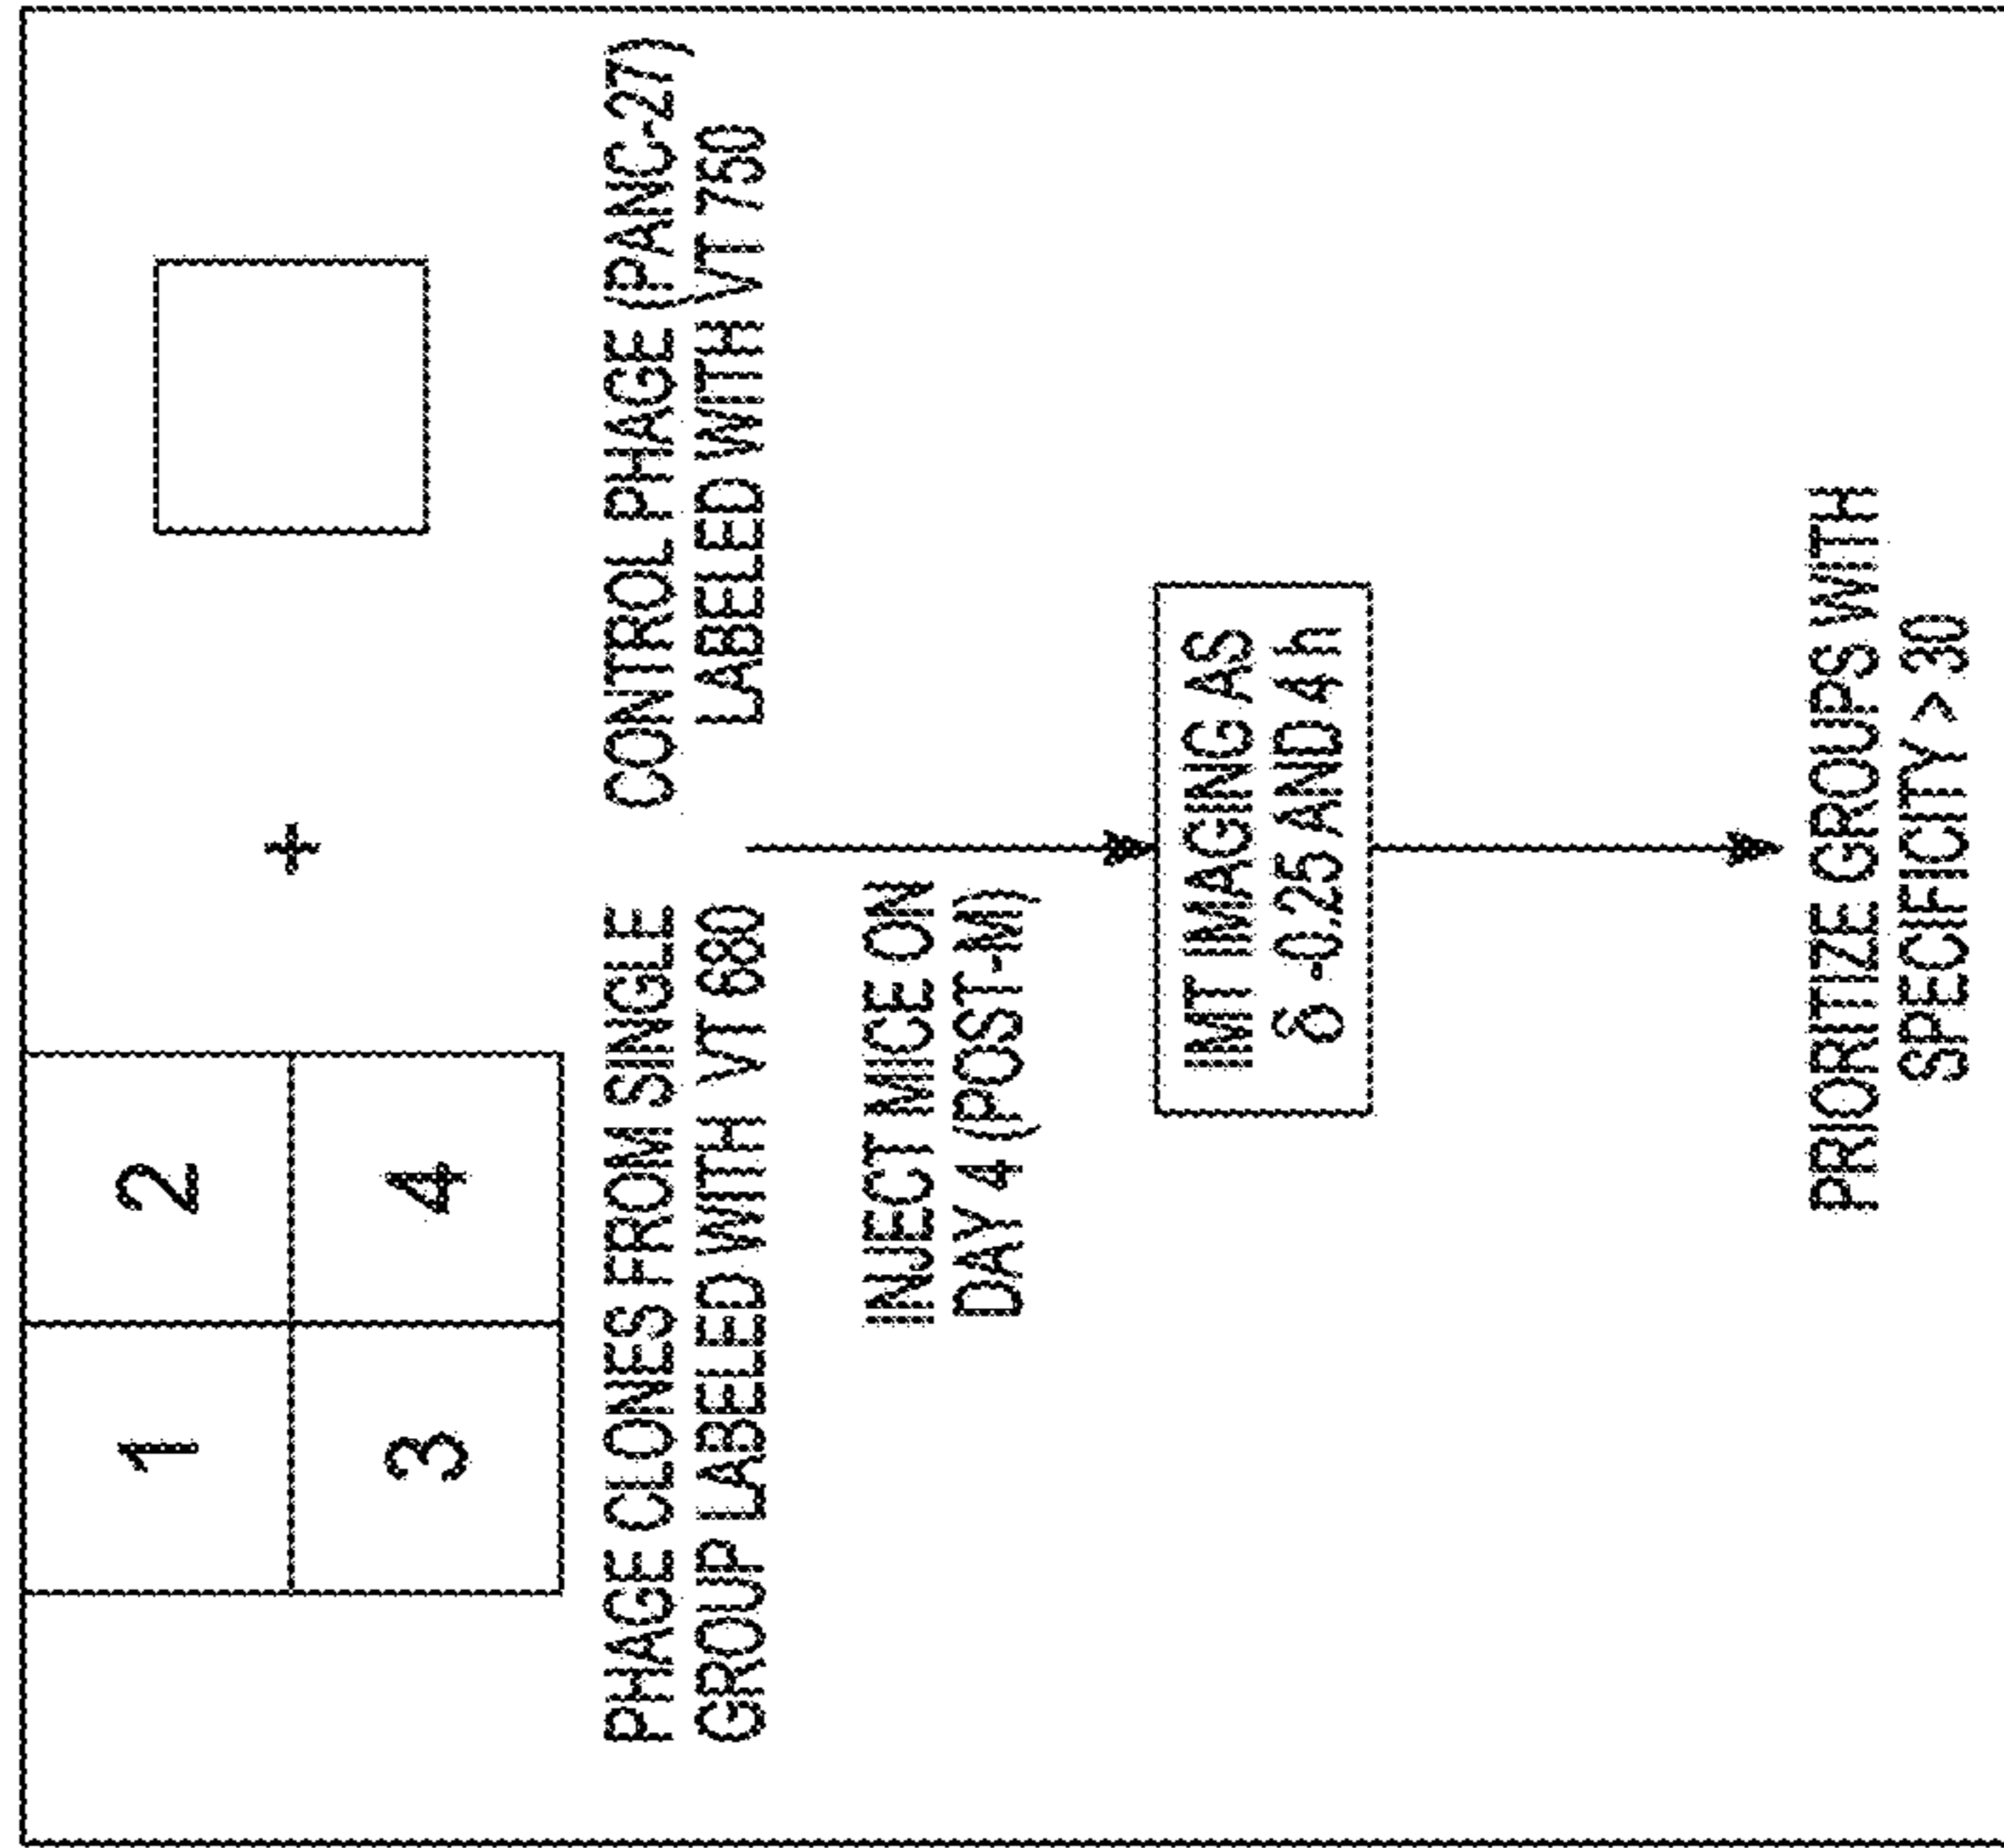 1
2
3
4
+
PHAGE CLONES FROM SINGLE
GROUP LABELED WITH VT 680
CONTROL PHAGE (PANC-27)
LABELED WITH VT 750
INJECT MICE ON
DAY 4 (POST-M)
IMT IMAGING AS
δ -0.25 AND 4 h
PRIORITIZE GROUPS WITH
SPECIFICITY > 30